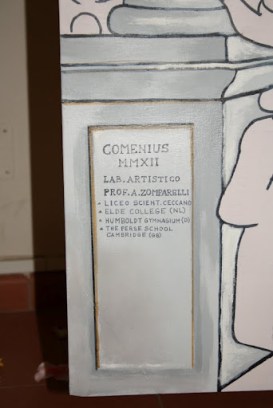 COMENIUS
MMXII
LAB. ARTISTICO
PROF. A. ZOMPARELLI
- LICEO SCIENT. CECCANO
- ELDE COLLEGE (NL)
- HUMBOLDT GYMNASIUM (D)
- THE PERSE SCHOOL
CAMBRIDGE (GB)